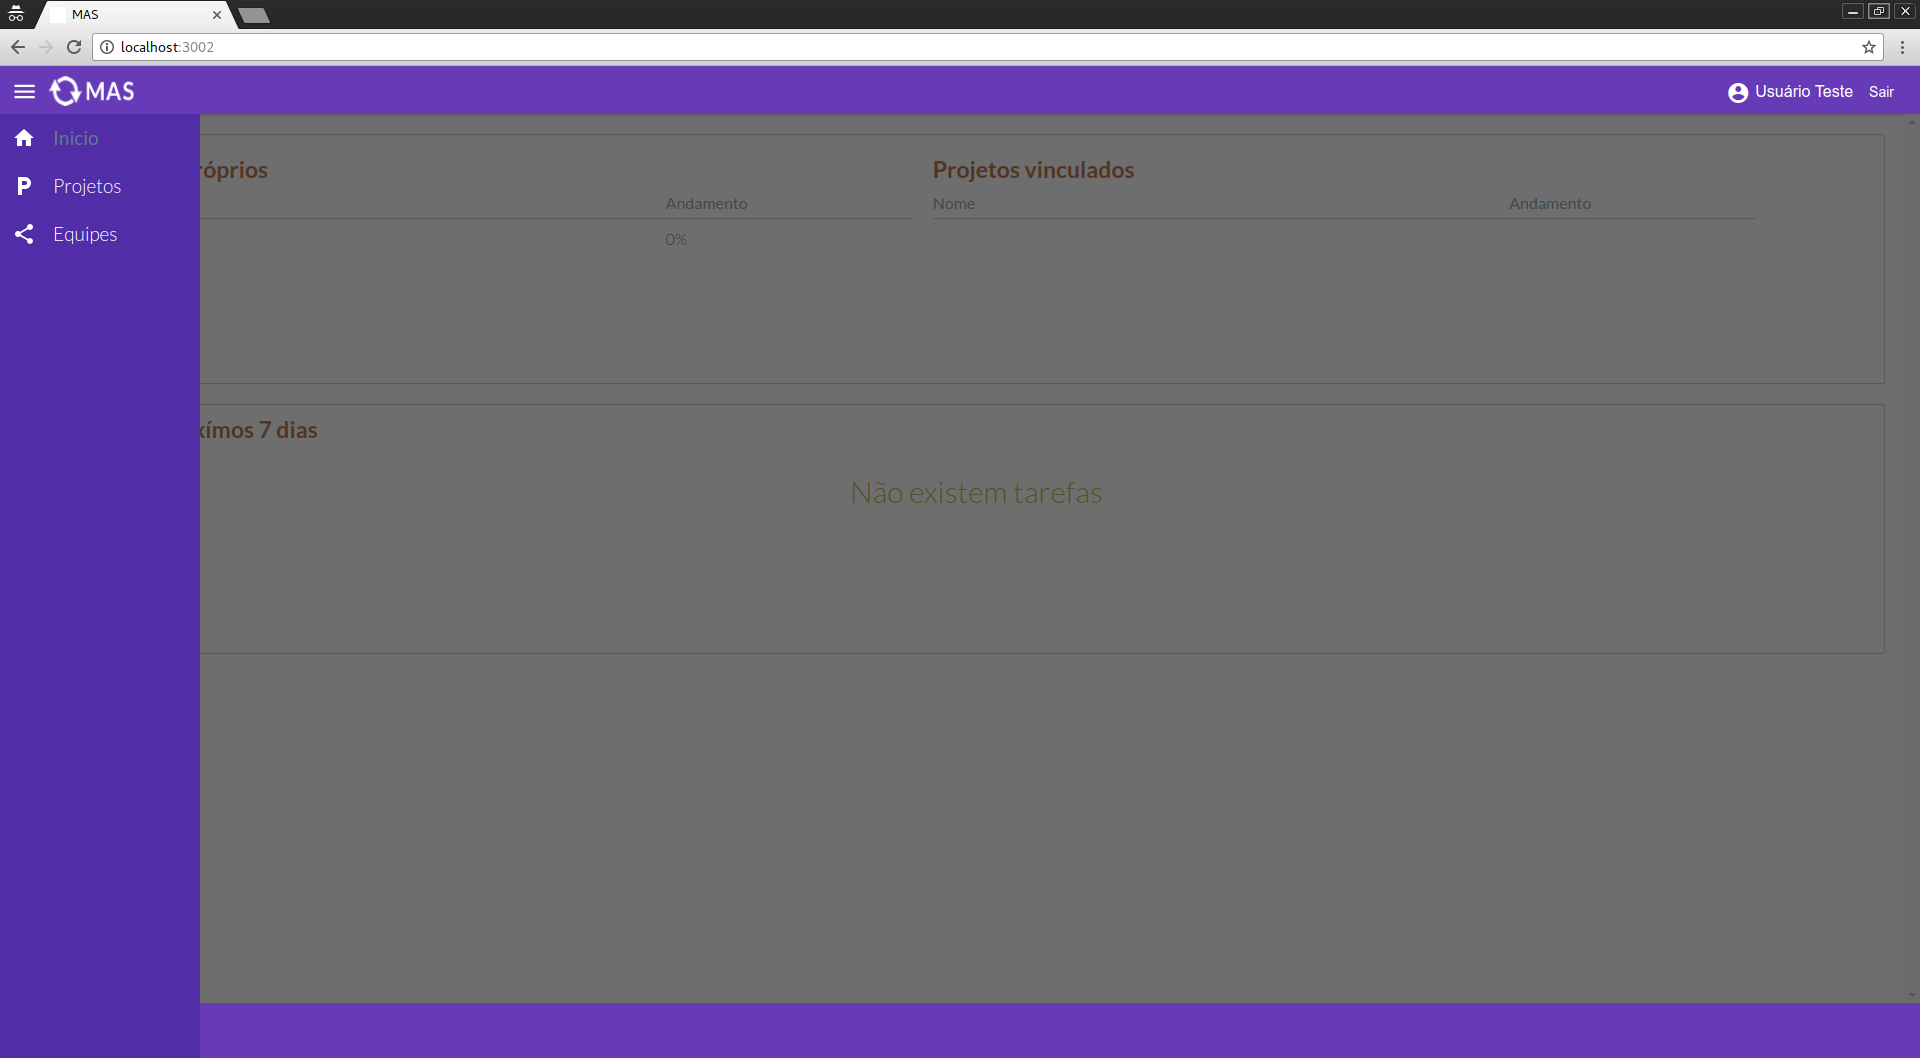 MAS
localhost:3002
MAS
Usuário Teste
Sair
Inicio
Projetos
Equipes
róprios
Andamento
0%
Projetos vinculados
Nome
Andamento
xímos 7 dias
Não existem tarefas